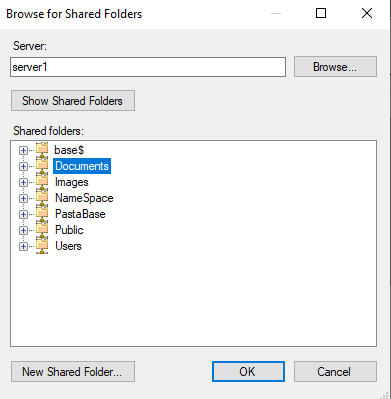 Browse for Shared Folders
Server:
server1
Browse...
Show Shared Folders
Shared folders:
base$
Documents
Images
NameSpace
PastaBase
Public
Users
New Shared Folder...
OK
Cancel